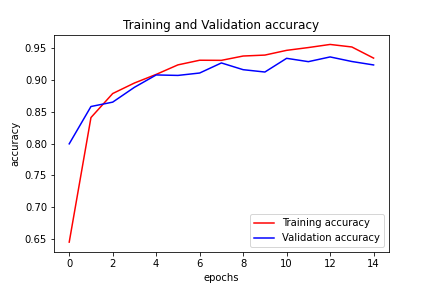 Training and Validation accuracy
accuracy
0.95
0.90
0.85
0.80
0.75
0.70
0.65
Training accuracy
Validation accuracy
0 2 4 6 8 10 12 14
epochs